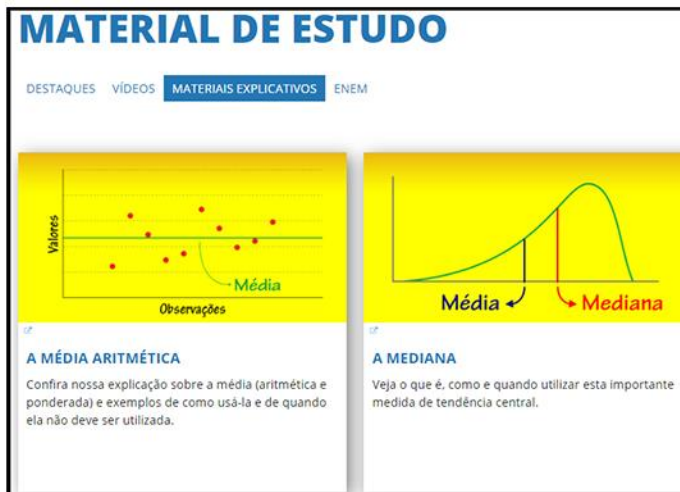 MATERIAL DE ESTUDO
DESTAQUES VÍDEOS MATERIAIS EXPLICATIVOS ENEM
Valores
Média
Observações
A MÉDIA ARITMÉTICA
Confira nossa explicação sobre a média (aritmética e
ponderada) e exemplos de como usá-la e de quando
ela não deve ser utilizada.
Média
Mediana
A MEDIANA
Veja o que é, como e quando utilizar esta importante
medida de tendência central.